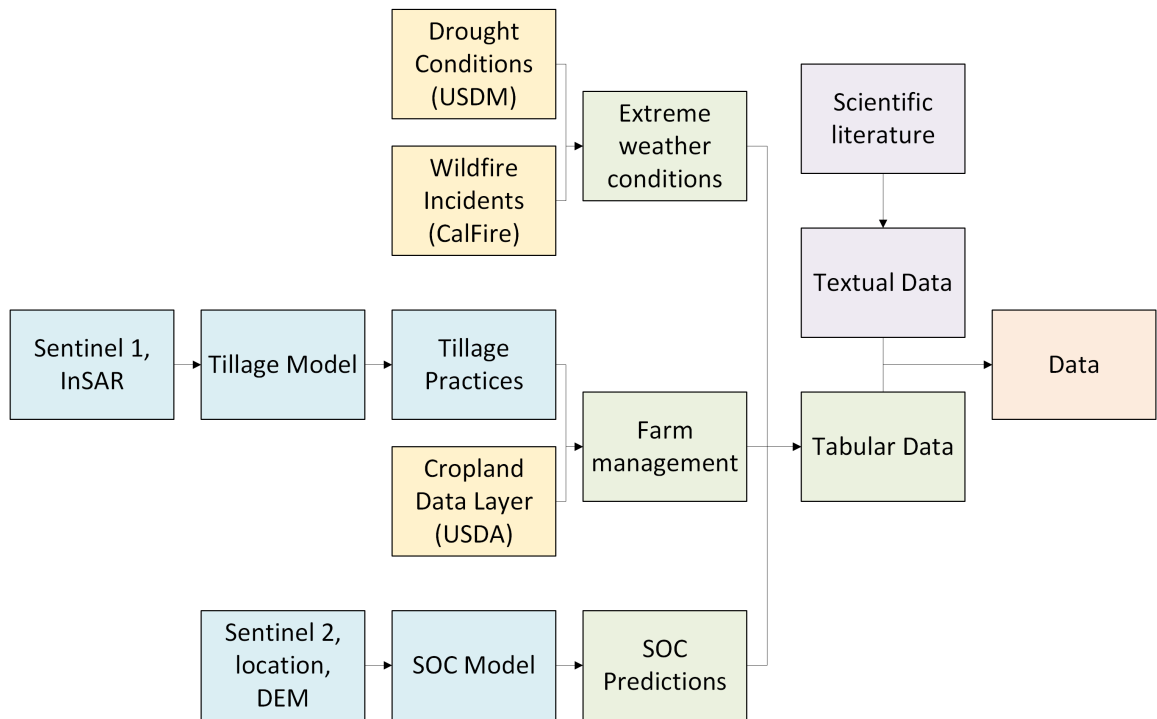 Drought
Conditions
(USDM)
Wildfire
Incidents
(CalFire)
Extreme
weather
conditions
Scientific
literature
Textual Data
Sentinel 1,
InSAR
Tillage Model
Tillage
Practices
Cropland
Data Layer
(USDA)
Farm
management
Tabular Data
Data
Sentinel 2,
location,
DEM
SOC Model
SOC
Predictions